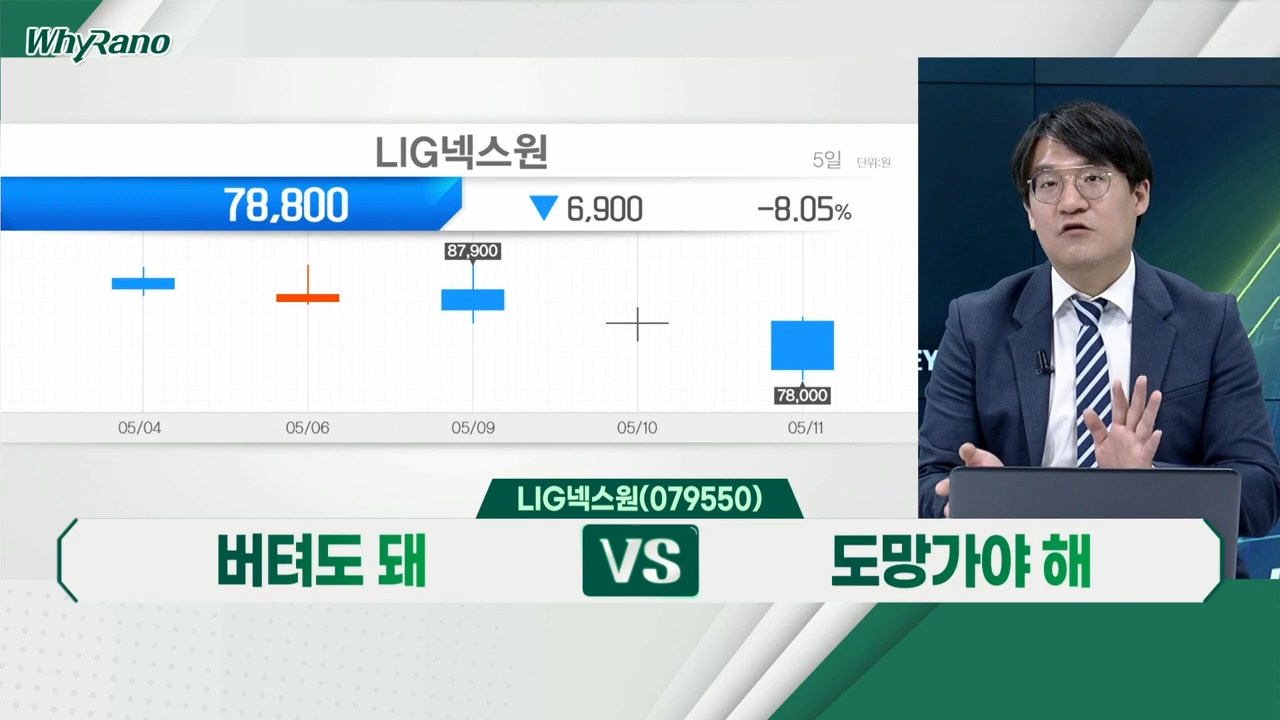 WhyRano
LIG넥스원
5일 단위:원
78,800 ▼ 6,900 -8.05%
87,900
78,000
05/04 05/06 05/09 05/10 05/11
EY
LIG넥스원(079550)
버텨도 돼 VS 도망가야 해